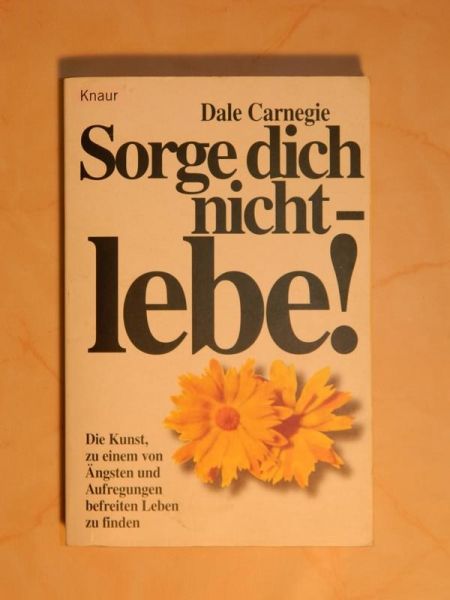 Knaur
Dale Carnegie
Sorge dich
nicht –
lebe!
Die Kunst,
zu einem von
Ängsten und
Aufregungen
befreiten Leben
zu finden